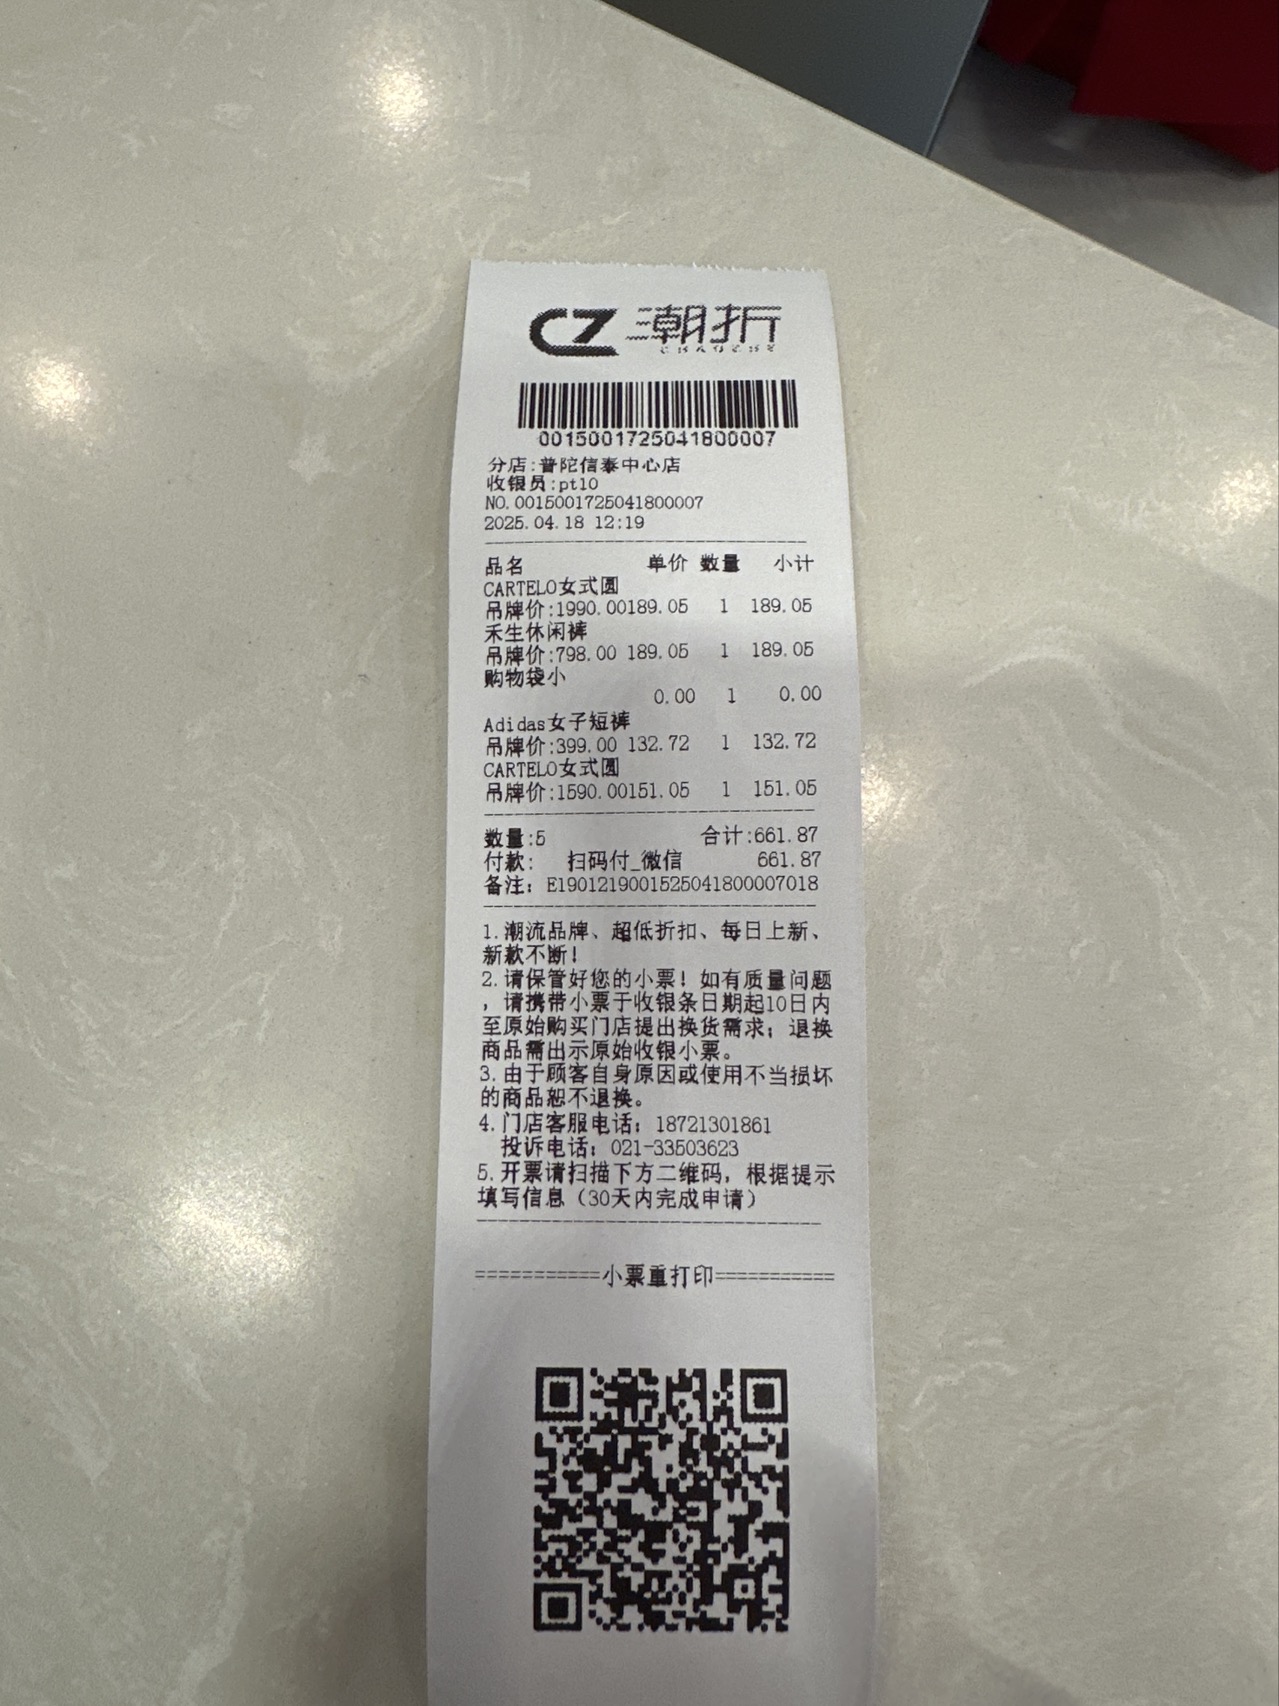 CZ 潮折
CHAOZHE
0015001725041800007
分店:普陀信泰中心店
收银员:pt10
NO.0015001725041800007
2025.04.18 12:19
品名 单价 数量 小计
CARTELO女式圆
吊牌价:1990.00189.05 1 189.05
禾生休闲裤
吊牌价:798.00 189.05 1 189.05
购物袋小
0.00 1 0.00
Adidas女子短裤
吊牌价:399.00 132.72 1 132.72
CARTELO女式圆
吊牌价:1590.00151.05 1 151.05
数量:5 合计:661.87
付款: 扫码付_微信 661.87
备注: E1901219001525041800007018
1.潮流品牌、超低折扣、每日上新、
新款不断!
2.请保管好您的小票!如有质量问题
,请携带小票于收银条日期起10日内
至原始购买门店提出换货需求;退换
商品需出示原始收银小票。
3.由于顾客自身原因或使用不当损坏
的商品恕不退换。
4.门店客服电话:18721301861
投诉电话:021-33503623
5.开票请扫描下方二维码,根据提示
填写信息(30天内完成申请)
===========小票重打印===========